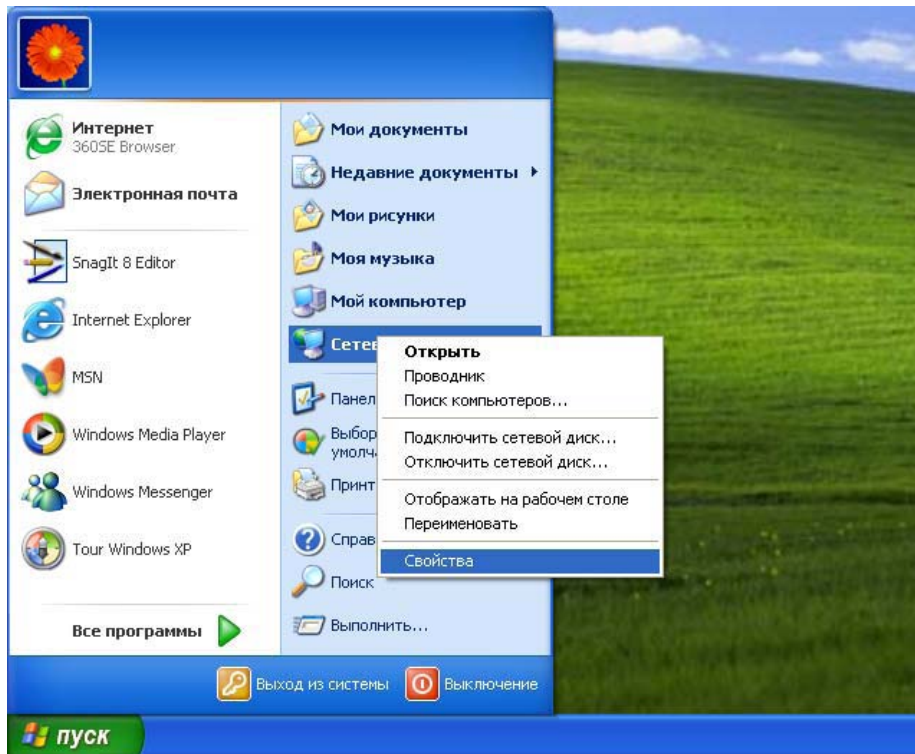 Интернет
360SE Browser
Электронная почта
SnagIt 8 Editor
Internet Explorer
MSN
Windows Media Player
Windows Messenger
Tour Windows XP
Все программы
Мои документы
Недавние документы
Мои рисунки
Моя музыка
Мой компьютер
Сетев
Панел
Выбор
умолч
Принт
Справ
Поиск
Выполнить...
Открыть
Проводник
Поиск компьютеров...
Подключить сетевой диск...
Отключить сетевой диск...
Отображать на рабочем столе
Переименовать
Свойства
Выход из системы
Выключение
пуск